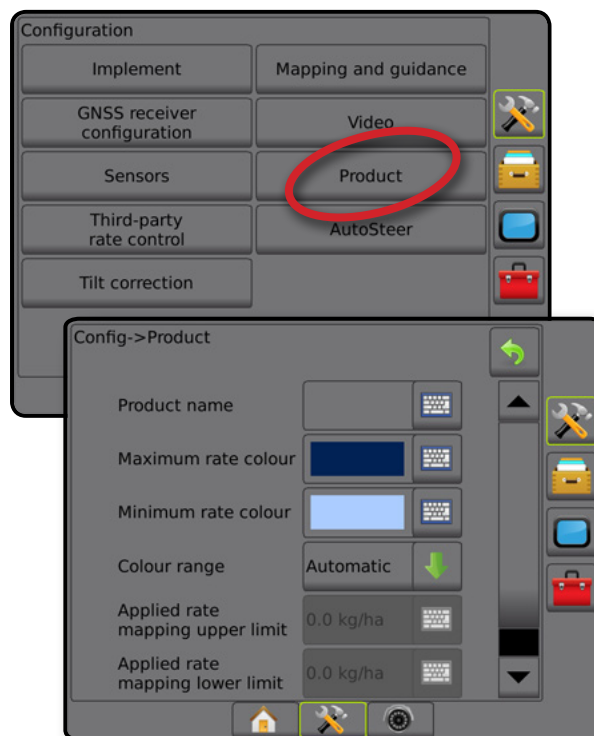 Configuration
Implement
Mapping and guidance
GNSS receiver
configuration
Video
Sensors
Product
Third-party
rate control
AutoSteer
Tilt correction
Config->Product
Product name
Maximum rate colour
Minimum rate colour
Colour range
Automatic
Applied rate
mapping upper limit
0.0 kg/ha
Applied rate
mapping lower limit
0.0 kg/ha